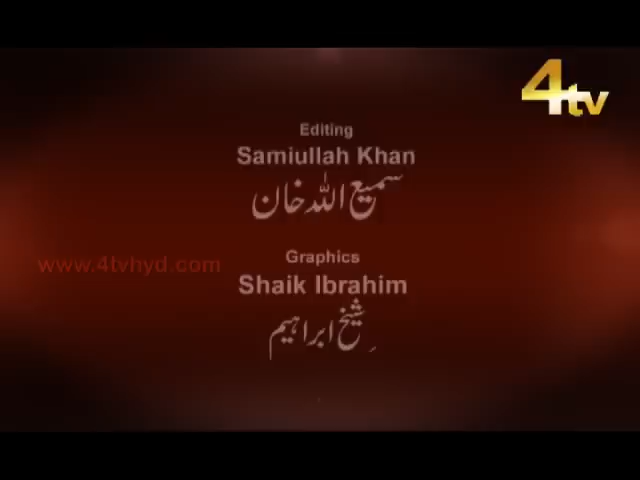 4tv
Editing
Samiullah Khan
سمیع اللہ خان
Graphics
www.4tvhyd.com
Shaik Ibrahim
شیخ ابراہیم